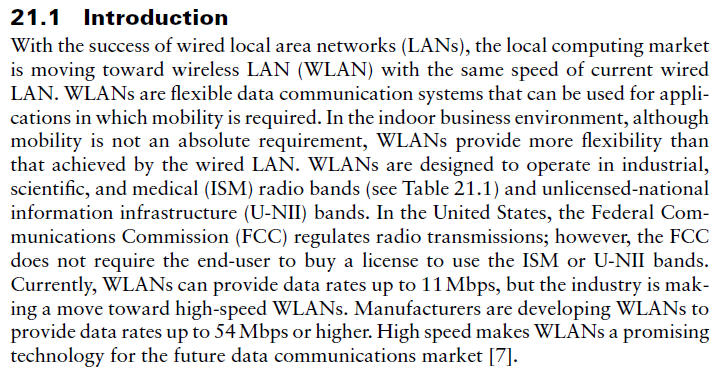 21.1 Introduction
With the success of wired local area networks (LANs), the local computing market
is moving toward wireless LAN (WLAN) with the same speed of current wired
LAN. WLANs are flexible data communication systems that can be used for appli-
cations in which mobility is required. In the indoor business environment, although
mobility is not an absolute requirement, WLANs provide more flexibility than
that achieved by the wired LAN. WLANs are designed to operate in industrial,
scientific, and medical (ISM) radio bands (see Table 21.1) and unlicensed-national
information infrastructure (U-NII) bands. In the United States, the Federal Com-
munications Commission (FCC) regulates radio transmissions; however, the FCC
does not require the end-user to buy a license to use the ISM or U-NII bands.
Currently, WLANs can provide data rates up to 11 Mbps, but the industry is mak-
ing a move toward high-speed WLANs. Manufacturers are developing WLANs to
provide data rates up to 54 Mbps or higher. High speed makes WLANs a promising
technology for the future data communications market [7].